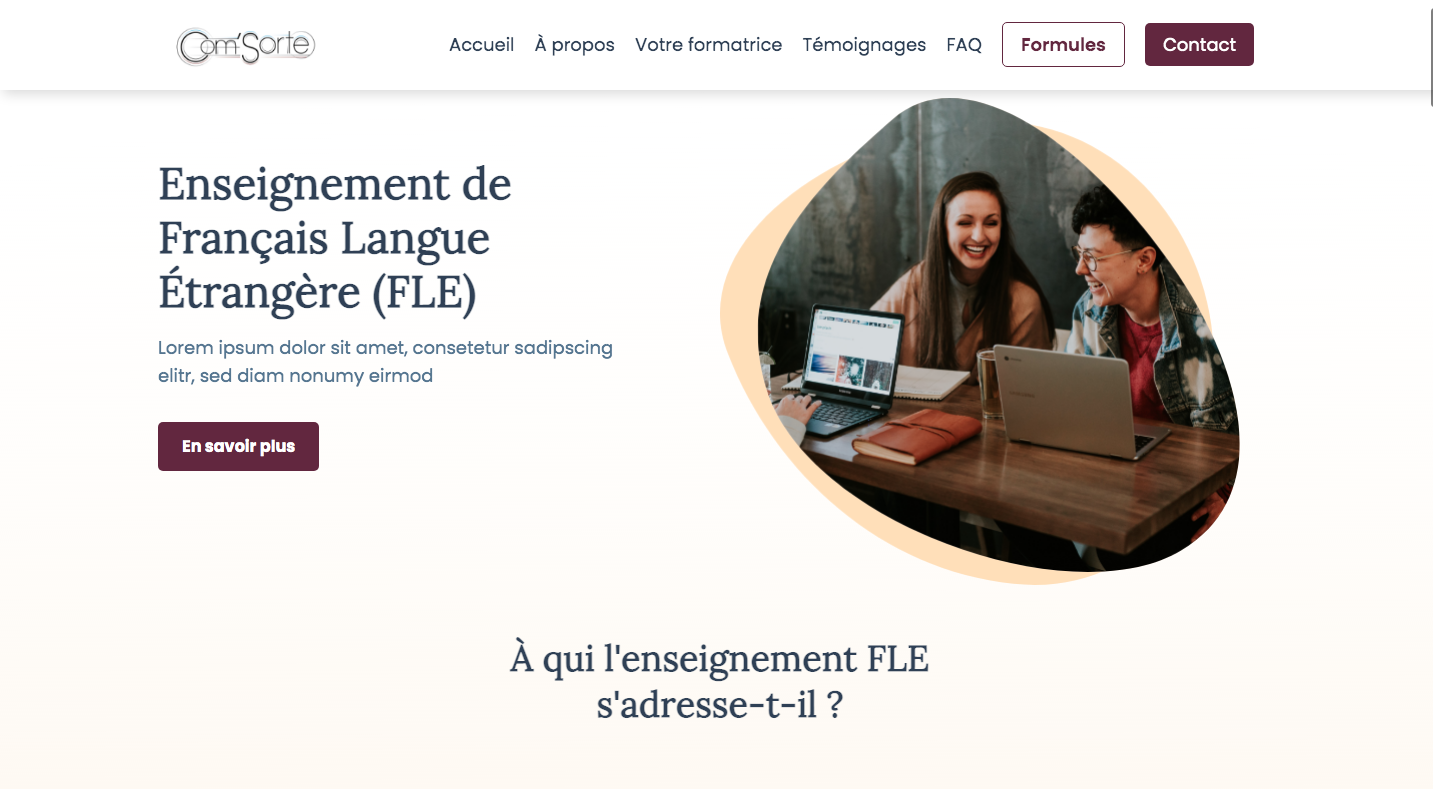 Com'Sorte
Accueil À propos Votre formatrice Témoignages FAQ Formules Contact
Enseignement de
Français Langue
Étrangère (FLE)
Lorem ipsum dolor sit amet, consetetur sadipscing
elitr, sed diam nonumy eirmod
En savoir plus
À qui l'enseignement FLE
s'adresse-t-il ?